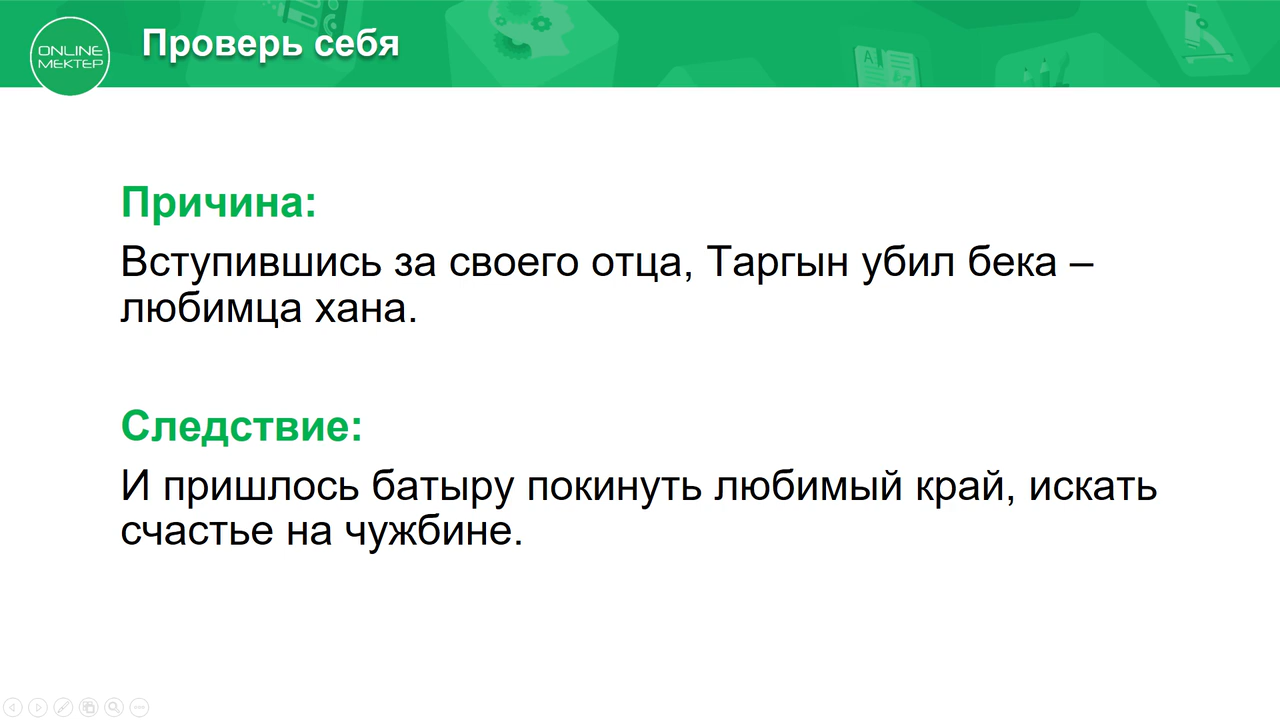 ONLINE
МЕКТЕР
Проверь себя
Причина:
Вступившись за своего отца, Таргын убил бека –
любимца хана.
Следствие:
И пришлось батыру покинуть любимый край, искать
счастье на чужбине.